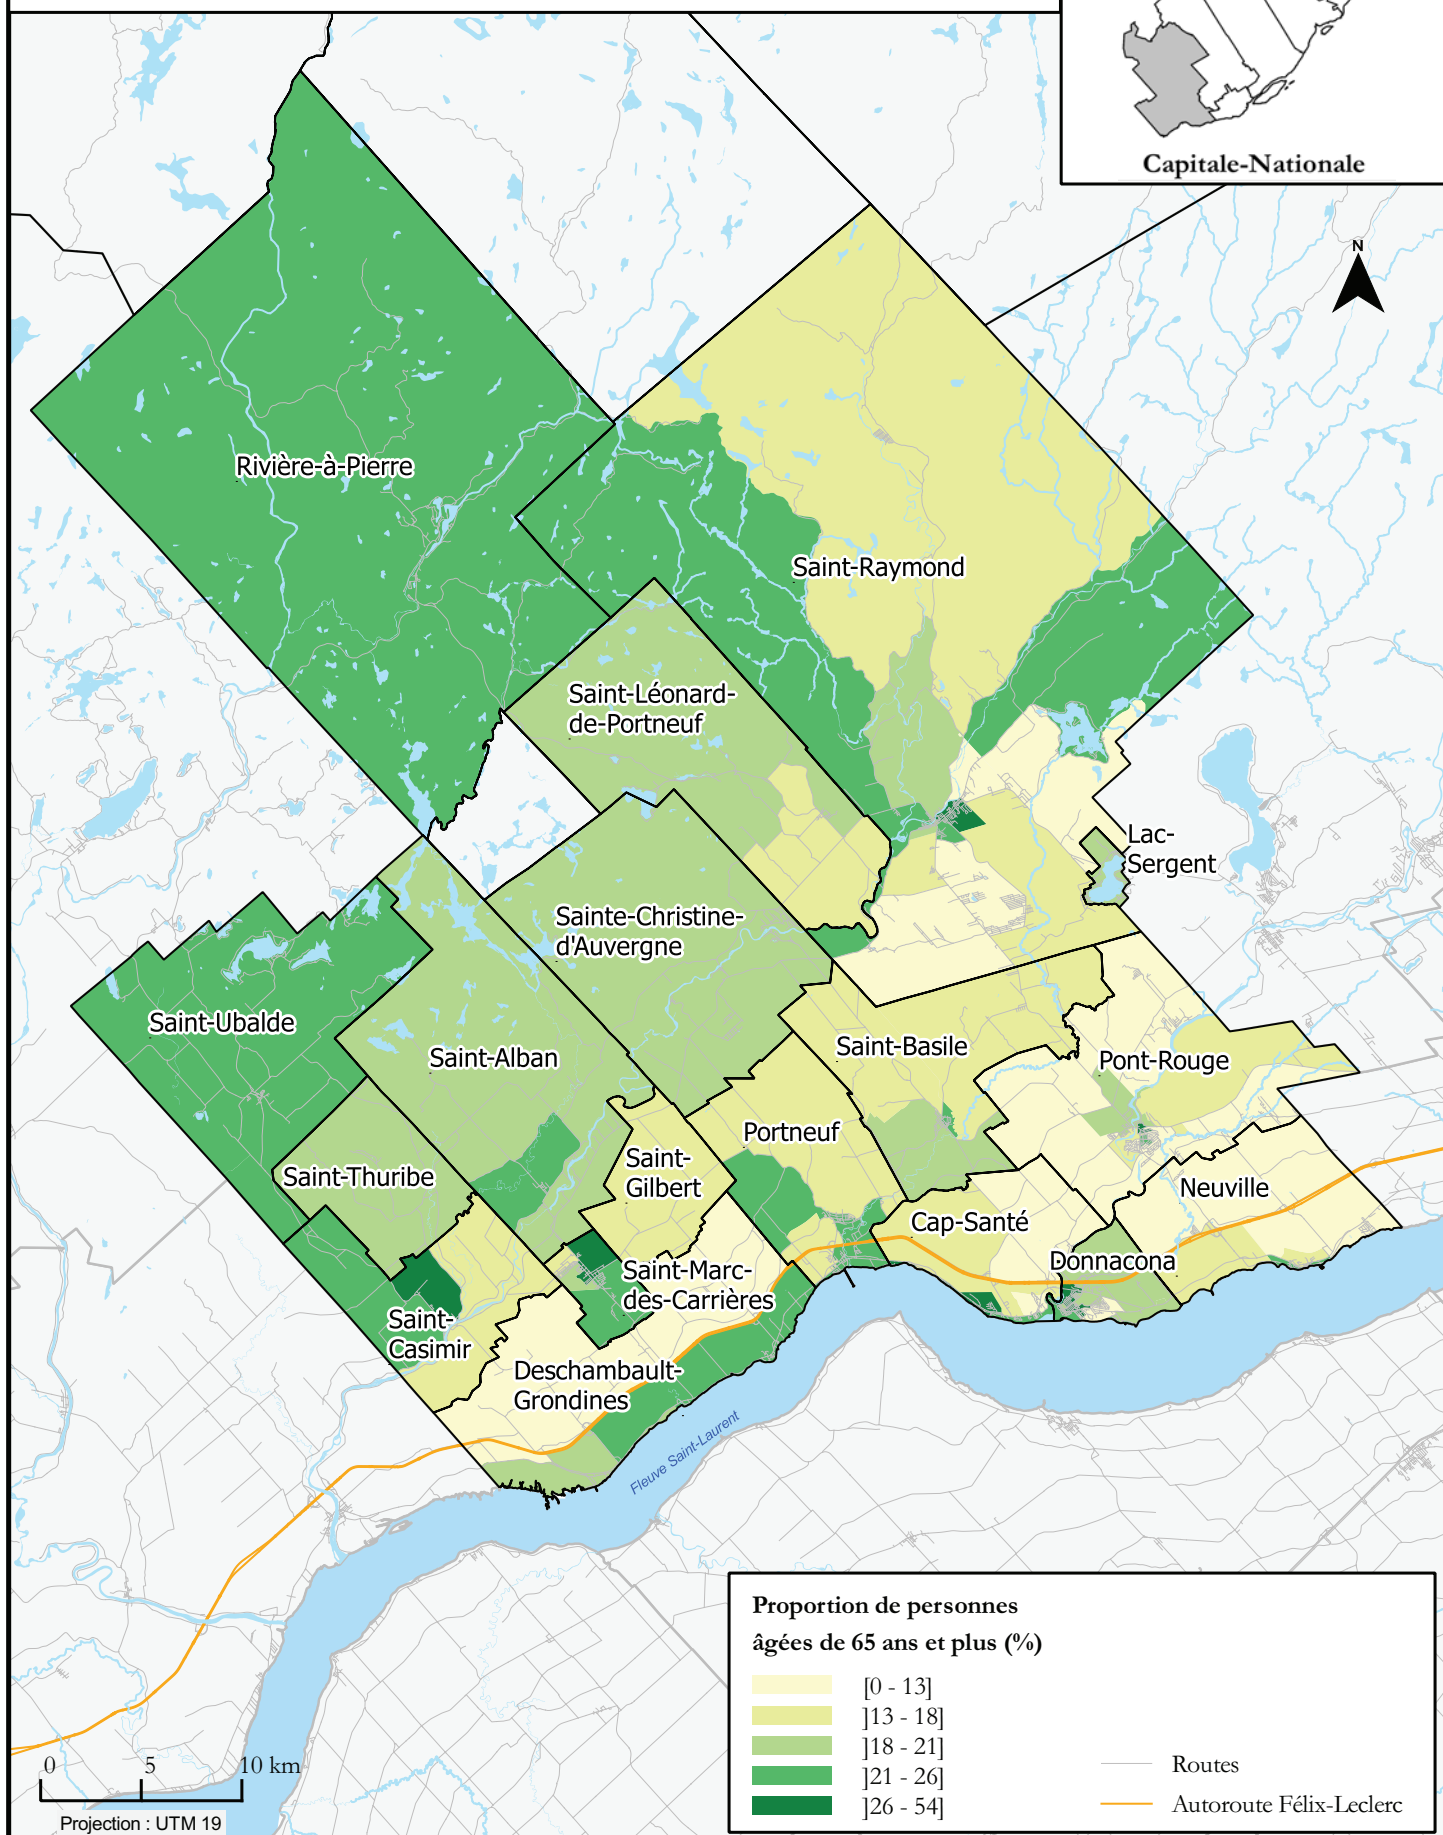 Capitale-Nationale
N
Rivière-à-Pierre
Saint-Raymond
Saint-Léonard-
de-Portneuf
Lac-
Sergent
Sainte-Christine-
d'Auvergne
Saint-Ubalde
Saint-Alban
Saint-Basile
Pont-Rouge
Portneuf
Saint-
Gilbert
Saint-Thuribe
Neuville
Cap-Santé
Donnacona
Saint-Marc-
des-Carrières
Saint-
Casimir
Deschambault-
Grondines
Fleuve Saint-Laurent
Proportion de personnes
âgées de 65 ans et plus (%)
[0 - 13]
]13 - 18]
]18 - 21]
]21 - 26]
]26 - 54]
Routes
Autoroute Félix-Leclerc
0 5 10 km
Projection : UTM 19